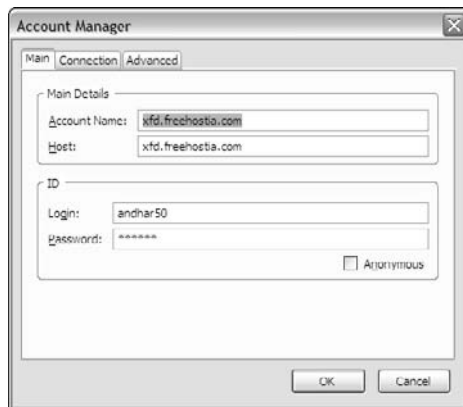 Account Manager
Main Connection Advanced
Main Details
Account Name: xfd.freehostia.com
Host: xfd.freehostia.com
ID
Login: andhar50
Password: ******
Anonymous
OK Cancel